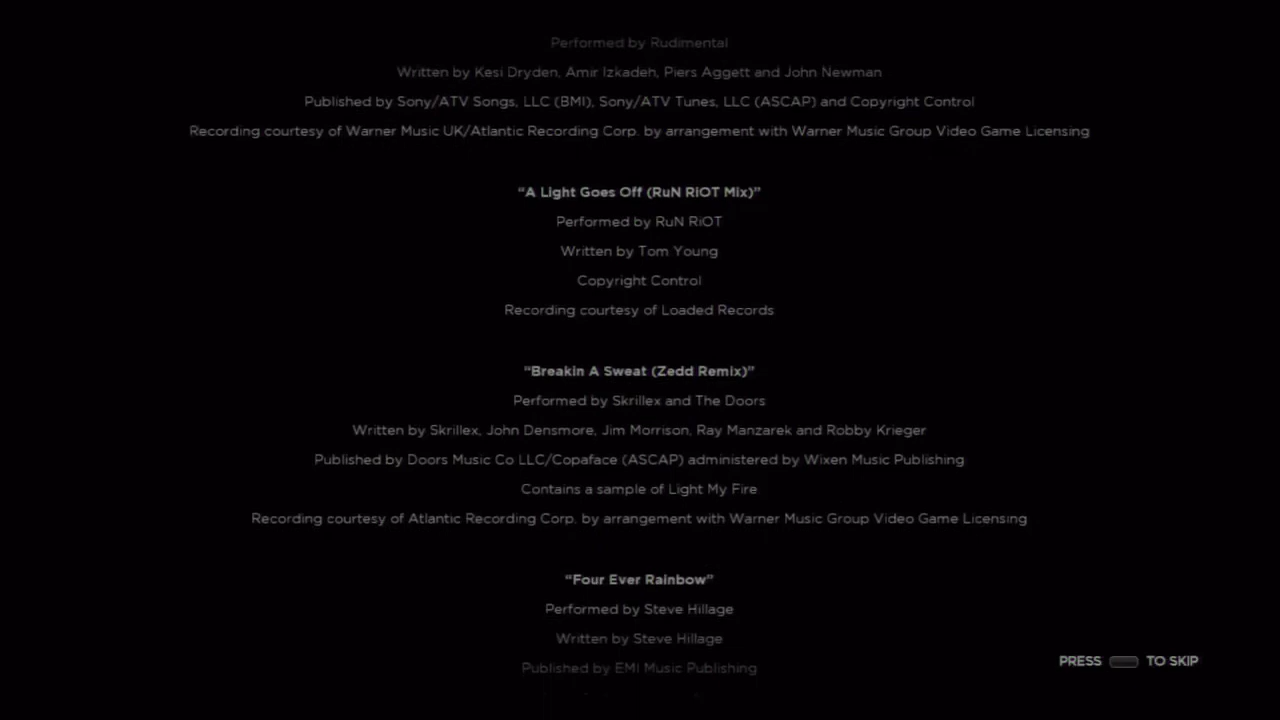 Performed by Rudimental
Written by Kesi Dryden, Amir Izkadeh, Piers Aggett and John Newman
Published by Sony/ATV Songs, LLC (BMI), Sony/ATV Tunes, LLC (ASCAP) and Copyright Control
Recording courtesy of Warner Music UK/Atlantic Recording Corp. by arrangement with Warner Music Group Video Game Licensing
“A Light Goes Off (RuN RiOT Mix)”
Performed by RuN RiOT
Written by Tom Young
Copyright Control
Recording courtesy of Loaded Records
“Breakin A Sweat (Zedd Remix)”
Performed by Skrillex and The Doors
Written by Skrillex, John Densmore, Jim Morrison, Ray Manzarek and Robby Krieger
Published by Doors Music Co LLC/Copaface (ASCAP) administered by Wixen Music Publishing
Contains a sample of Light My Fire
Recording courtesy of Atlantic Recording Corp. by arrangement with Warner Music Group Video Game Licensing
“Four Ever Rainbow”
Performed by Steve Hillage
Written by Steve Hillage
Published by EMI Music Publishing
PRESS TO SKIP